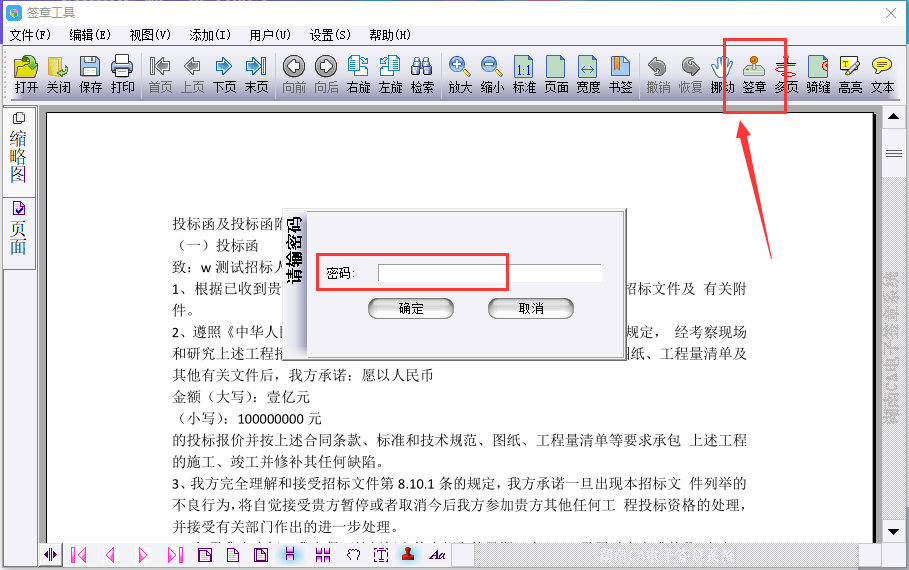 签章工具
文件(F) 编辑(E) 视图(V) 添加(I) 用户(U) 设置(S) 帮助(H)
打开 关闭 保存 打印 首页 上页 下页 末页 向前 向后 右旋 左旋 检索 放大 缩小 标准 页面 宽度 书签 撤销 恢复 挪动 签章 多页 骑缝 高亮 文本
缩略图
页面
投标函及投标函附
（一）投标函
致：w 测试招标人
1、根据已收到贵 招标文件及 有关附
件。
2、遵照《中华人民 规定， 经考察现场
和研究上述工程招 图纸、工程量清单及
其他有关文件后，我方承诺：愿以人民币
金额（大写）：壹亿元
（小写）：100000000 元
的投标报价并按上述合同条款、标准和技术规范、图纸、工程量清单等要求承包 上述工程
的施工、竣工并修补其任何缺陷。
3、我方完全理解和接受招标文件第 8.10.1 条的规定，我方承诺一旦出现本招标文 件列举的
不良行为，将自觉接受贵方暂停或者取消今后我方参加贵方其他任何工 程投标资格的处理，
并接受有关部门作出的进一步处理。
请输密码
密码:
确定 取消
湖南CA电子签章系统